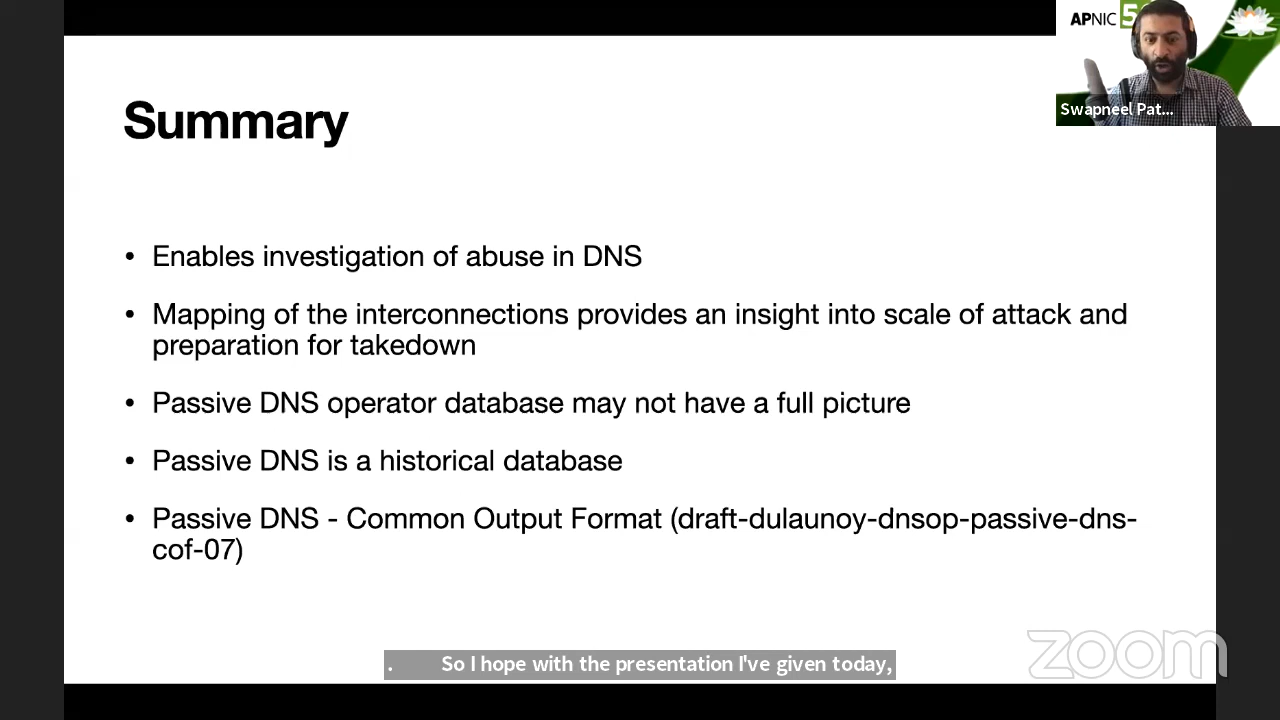 APNIC 5
Swapneel Pat...
Summary
• Enables investigation of abuse in DNS
• Mapping of the interconnections provides an insight into scale of attack and
preparation for takedown
• Passive DNS operator database may not have a full picture
• Passive DNS is a historical database
• Passive DNS - Common Output Format (draft-dulaunoy-dnsop-passive-dns-
cof-07)
. So I hope with the presentation I've given today,
zoom